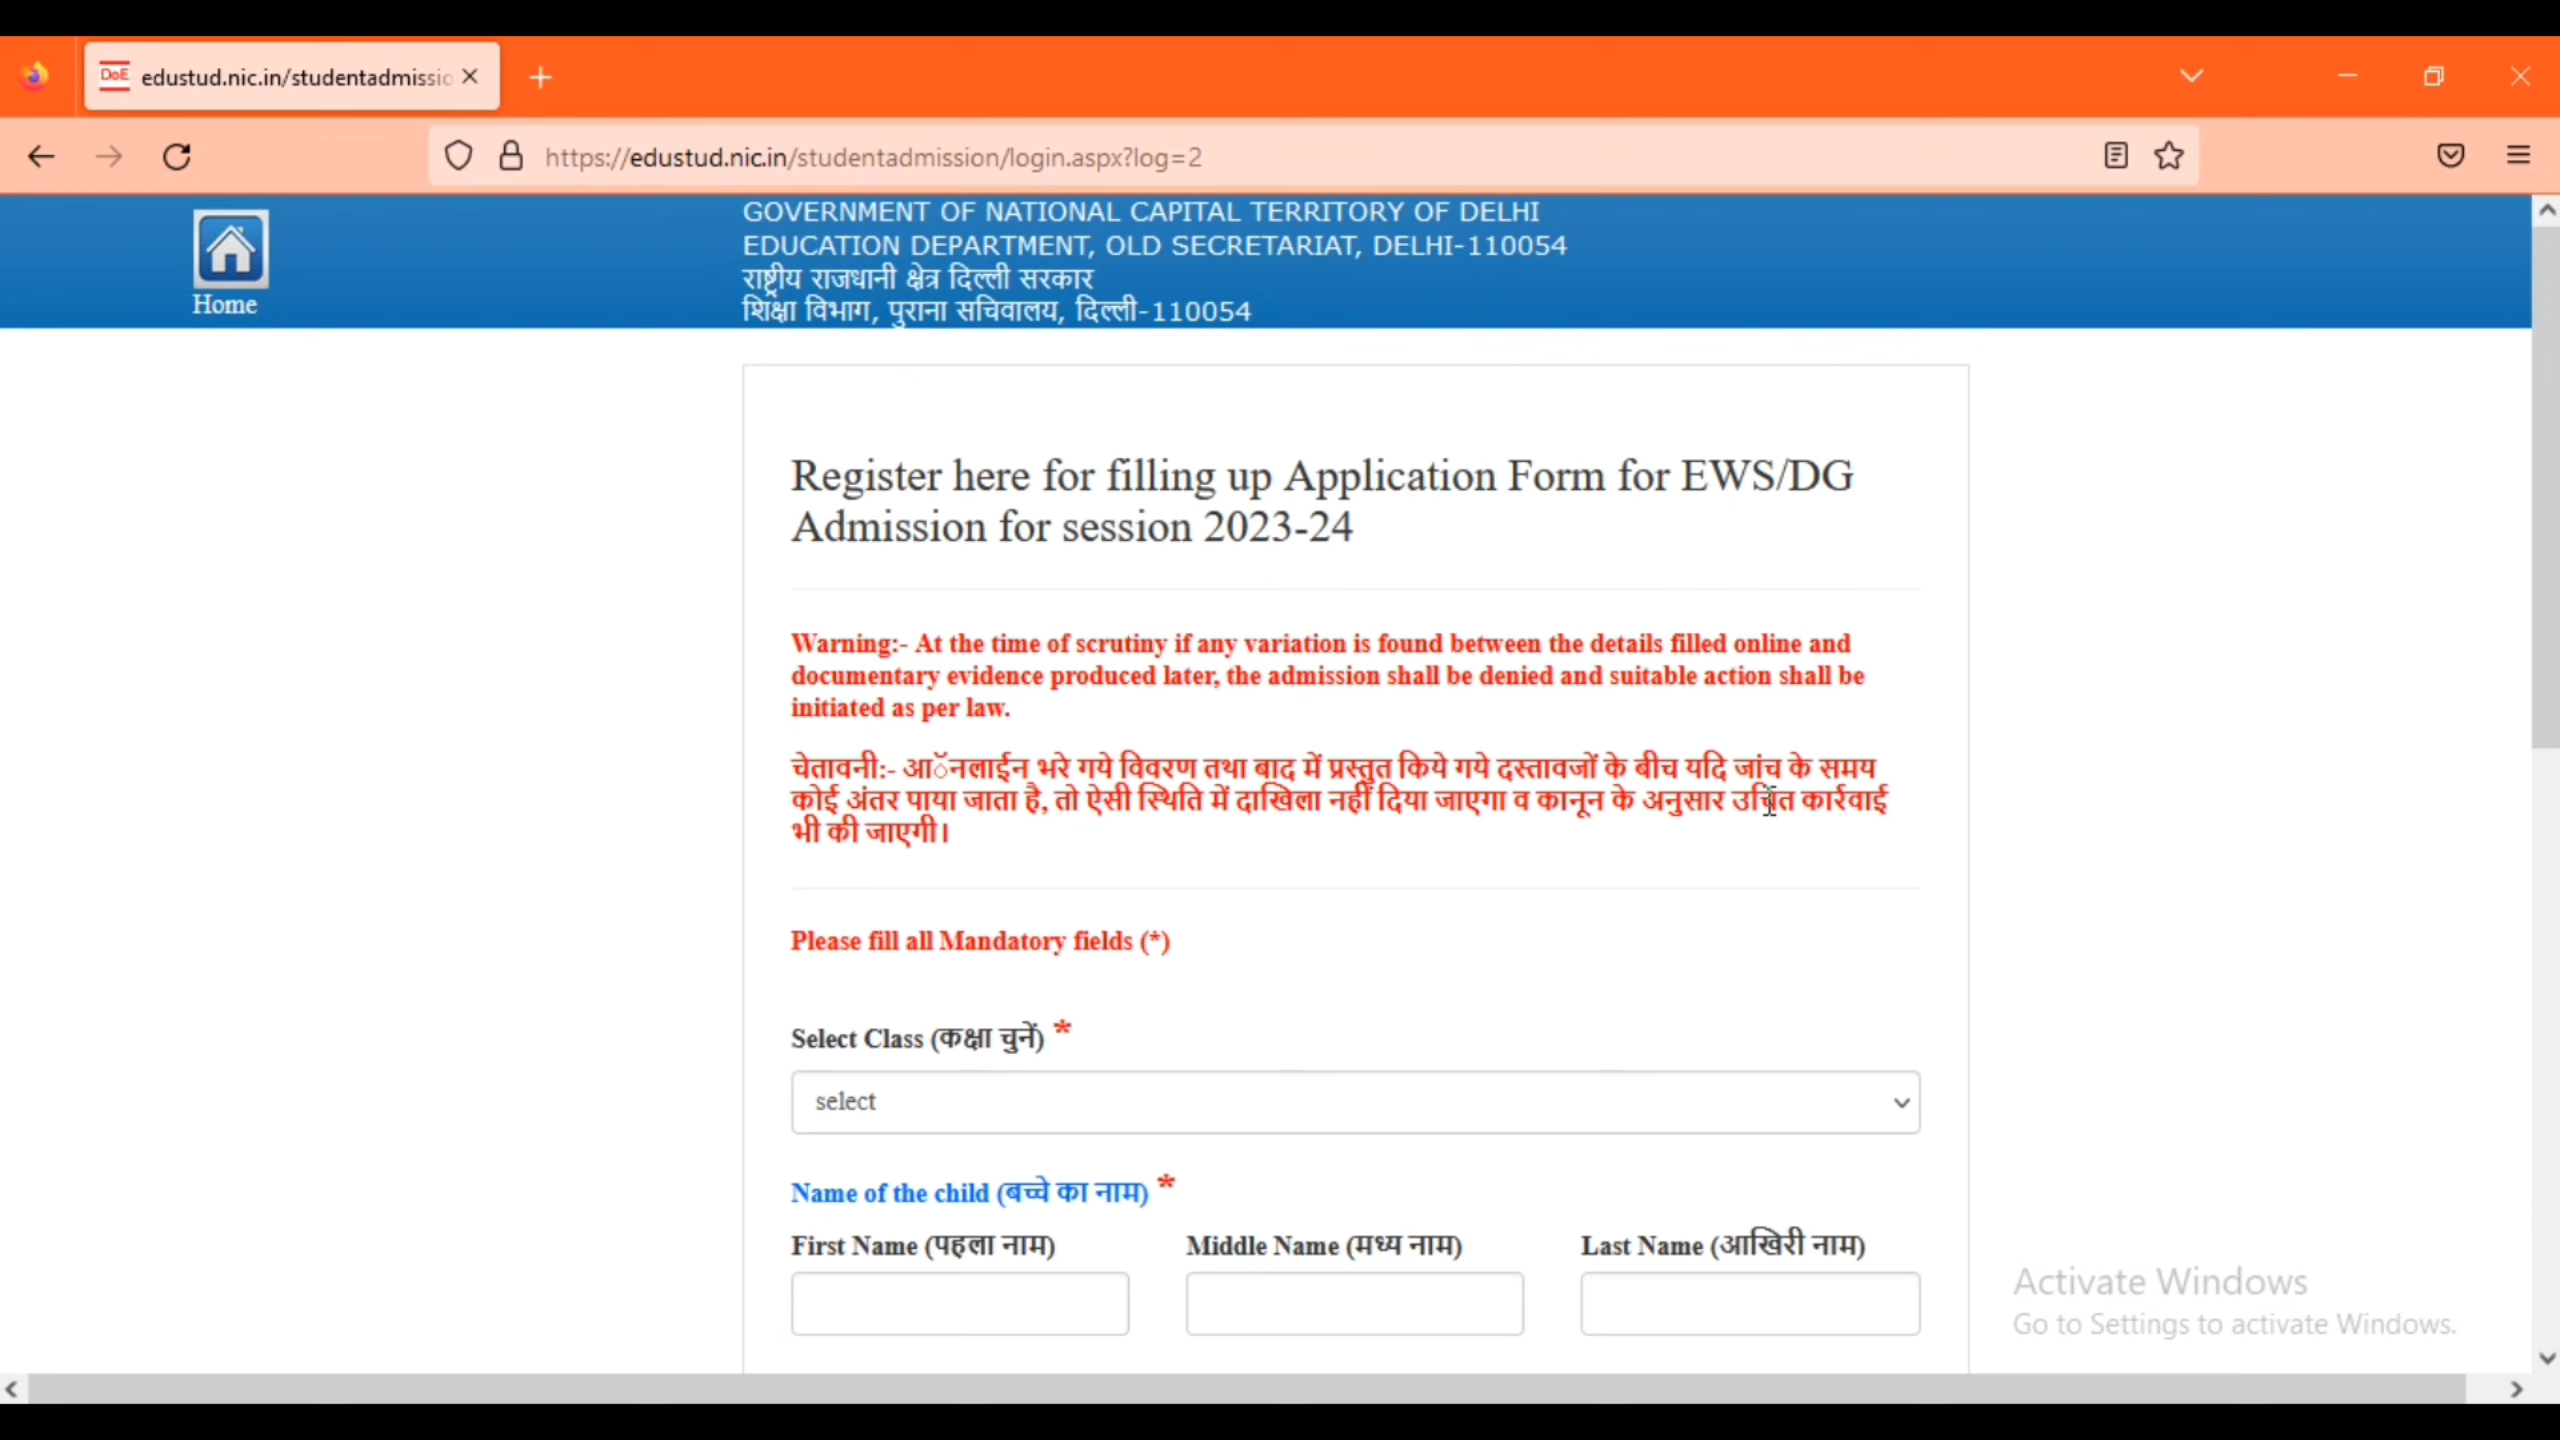 DoE edustud.nic.in/studentadmissio
https://edustud.nic.in/studentadmission/login.aspx?log=2
Home
GOVERNMENT OF NATIONAL CAPITAL TERRITORY OF DELHI
EDUCATION DEPARTMENT, OLD SECRETARIAT, DELHI-110054
राष्ट्रीय राजधानी क्षेत्र दिल्ली सरकार
शिक्षा विभाग, पुराना सचिवालय, दिल्ली-110054
Register here for filling up Application Form for EWS/DG
Admission for session 2023-24
Warning:- At the time of scrutiny if any variation is found between the details filled online and
documentary evidence produced later, the admission shall be denied and suitable action shall be
initiated as per law.
चेतावनी:- आॅनलाईन भरे गये विवरण तथा बाद में प्रस्तुत किये गये दस्तावजों के बीच यदि जांच के समय
कोई अंतर पाया जाता है, तो ऐसी स्थिति में दाखिला नहीं दिया जाएगा व कानून के अनुसार उचित कार्रवाई
भी की जाएगी।
Please fill all Mandatory fields (*)
Select Class (कक्षा चुनें) *
select
Name of the child (बच्चे का नाम) *
First Name (पहला नाम) Middle Name (मध्य नाम) Last Name (आखिरी नाम)
Activate Windows
Go to Settings to activate Windows.